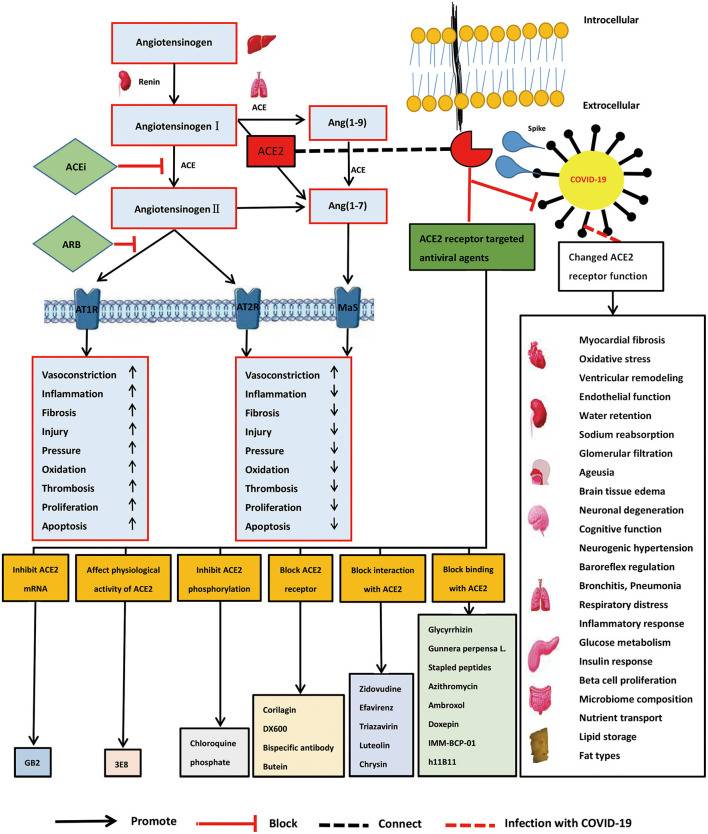 Angiotensinogen
Renin
ACE
Angiotensinogen I
Ang(1-9)
ACE2
ACEi
ACE
ACE
Angiotensinogen II
Ang(1-7)
ARB
AT1R
AT2R
MaS
Introcellular
Extrocellular
Spike
COVID-19
ACE2 receptor targeted
antiviral agents
Changed ACE2
receptor function
Vasoconstriction ↑
Inflammation ↑
Fibrosis ↑
Injury ↑
Pressure ↑
Oxidation ↑
Thrombosis ↑
Proliferation ↑
Apoptosis ↑
Vasoconstriction ↑
Inflammation ↓
Fibrosis ↓
Injury ↓
Pressure ↓
Oxidation ↓
Thrombosis ↓
Proliferation ↓
Apoptosis ↓
Myocardial fibrosis
Oxidative stress
Ventricular remodeling
Endothelial function
Water retention
Sodium reabsorption
Glomerular filtration
Ageusia
Brain tissue edema
Neuronal degeneration
Cognitive function
Neurogenic hypertension
Baroreflex regulation
Bronchitis, Pneumonia
Respiratory distress
Inflammatory response
Glucose metabolism
Insulin response
Beta cell proliferation
Microbiome composition
Nutrient transport
Lipid storage
Fat types
Inhibit ACE2
mRNA
Affect physiological
activity of ACE2
Inhibit ACE2
phosphorylation
Block ACE2
receptor
Block interaction
with ACE2
Block binding
with ACE2
GB2
3E8
Chloroquine
phosphate
Corilagin
DX600
Bispecific antibody
Butein
Zidovudine
Efavirenz
Triazavirin
Luteolin
Chrysin
Glycyrrhizin
Gunnera perpensa L.
Stapled peptides
Azithromycin
Ambroxol
Doxepin
IMM-BCP-01
h11B11
Promote
Block
Connect
Infection with COVID-19